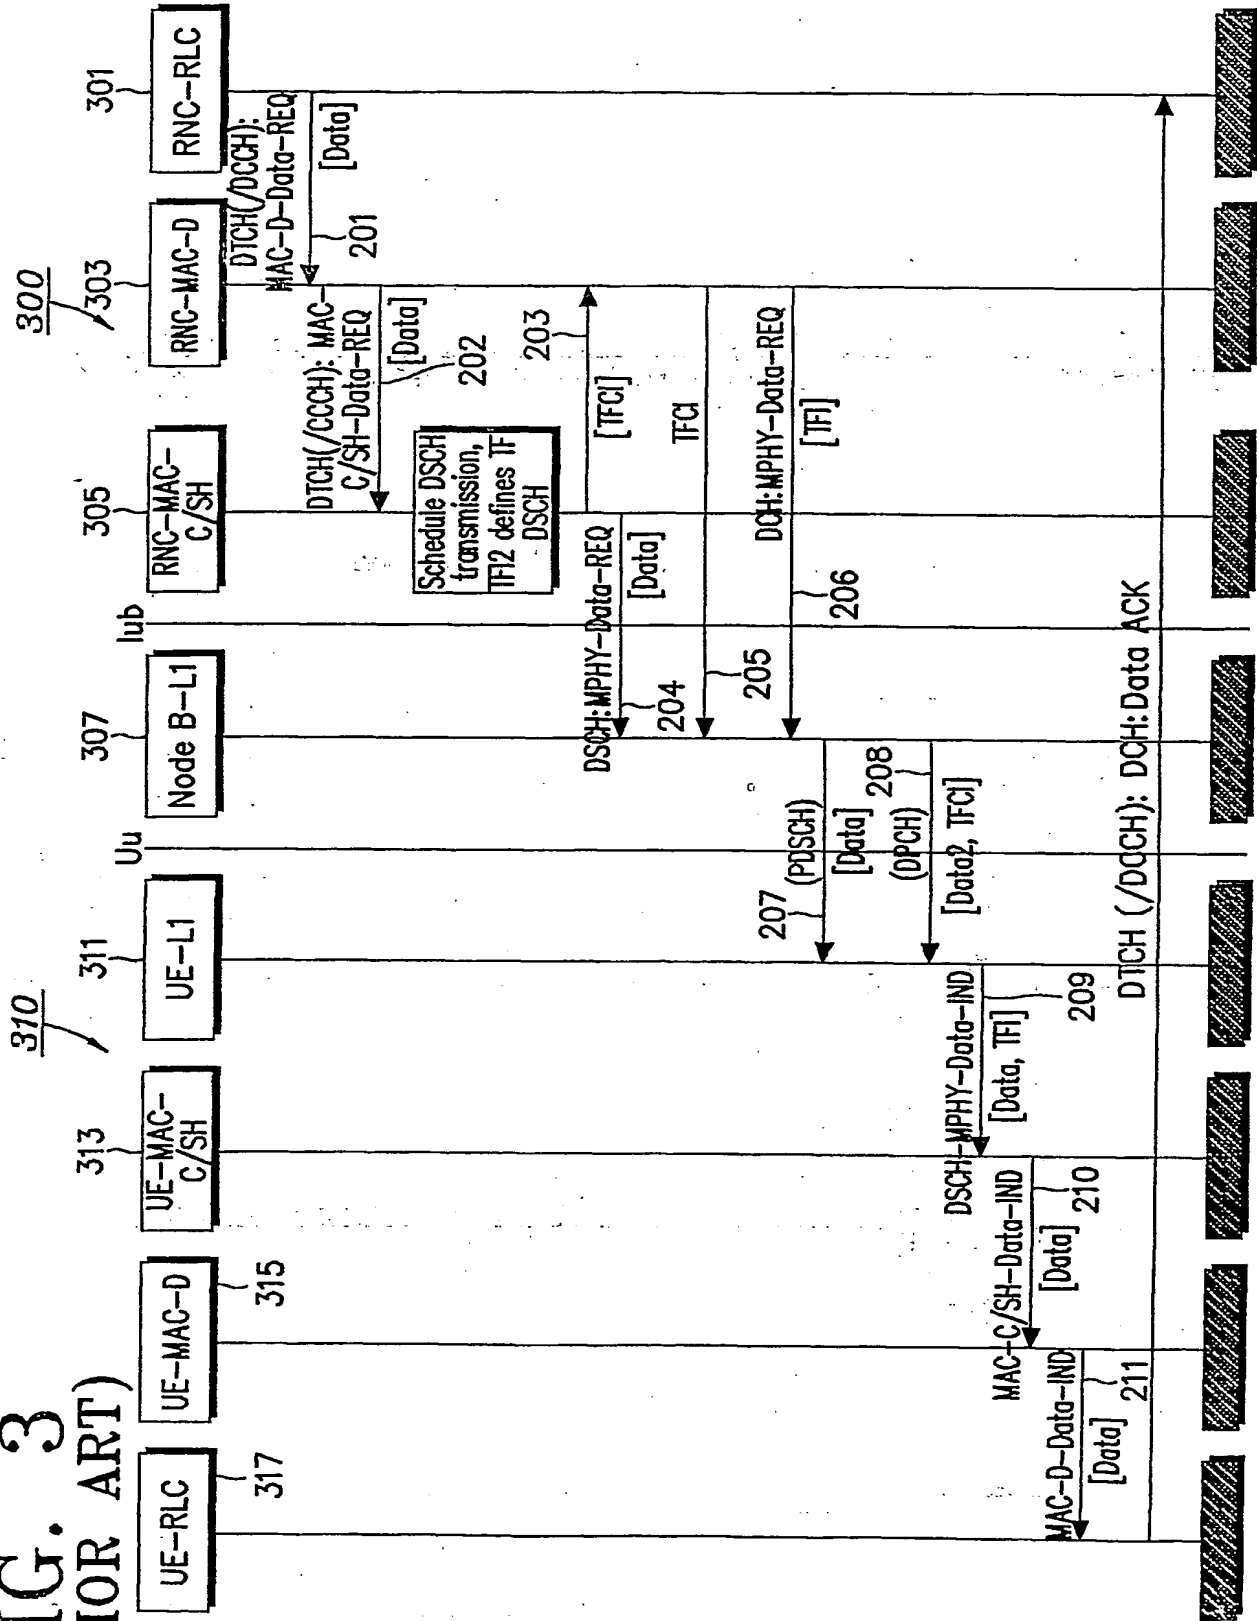 FIG. 3
(PRIOR ART)
310
300
317
315
313
311
307
305
303
301
UE-RLC
UE-MAC-D
UE-MAC-
C/SH
UE-L1
Uu
Node B-L1
Iub
RNC-MAC-
C/SH
RNC-MAC-D
RNC-RLC
DTCH(/DCCH):
MAC-D-Data-REQ
[Data]
201
DTCH(/CCCH): MAC-
C/SH-Data-REQ
[Data]
202
Schedule DSCH
transmission,
TFI2 defines TF
DSCH
203
[TFCI]
DSCH:MPHY-Data-REQ
[Data]
204
TFCI
205
DCH:MPHY-Data-REQ
[TFI]
206
207
(PDSCH)
[Data]
208
(DPCH)
[Data2, TFCI]
DSCH-MPHY-Data-IND
[Data, TFI]
209
MAC-C/SH-Data-IND
[Data]
210
MAC-D-Data-IND
[Data]
211
DTCH (/DCCH): DCH:Data ACK